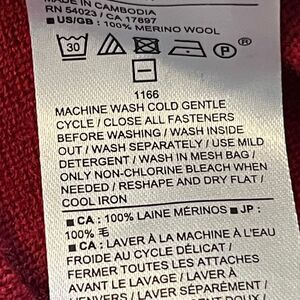 MADE IN CAMBODIA
RN 54023 / CA 17897
■ US/GB : 100% MERINO WOOL
30
P
1166
MACHINE WASH COLD GENTLE
CYCLE / CLOSE ALL FASTENERS
BEFORE WASHING / WASH INSIDE
OUT / WASH SEPARATELY / USE MILD
DETERGENT / WASH IN MESH BAG /
ONLY NON-CHLORINE BLEACH WHEN
NEEDED / RESHAPE AND DRY FLAT /
COOL IRON
■ CA : 100% LAINE MÉRINOS ■ JP :
100% 毛
■ CA : LAVER À LA MACHINE À L'EAU
FROIDE AU CYCLE DÉLICAT /
FERMER TOUTES LES ATTACHES
AVANT LE LAVAGE / LAVER À
L'ENVERS / LAVER SÉPARÉMENT /
DOUX /